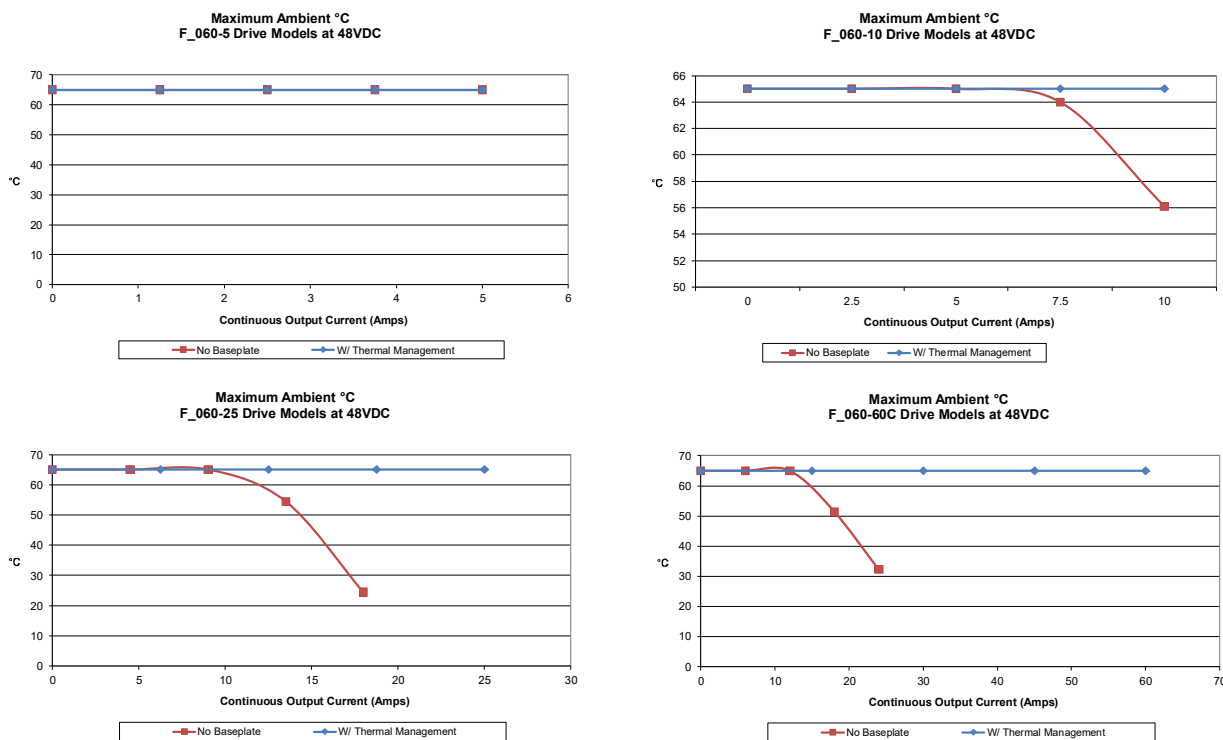 Maximum Ambient °C
F_060-5 Drive Models at 48VDC
70
60
50
40
30
20
10
0
°C
0 1 2 3 4 5 6
Continuous Output Current (Amps)
No Baseplate W/ Thermal Management
Maximum Ambient °C
F_060-10 Drive Models at 48VDC
66
64
62
60
58
56
54
52
50
°C
0 2.5 5 7.5 10
Continuous Output Current (Amps)
No Baseplate W/ Thermal Management
Maximum Ambient °C
F_060-25 Drive Models at 48VDC
70
60
50
40
30
20
10
0
°C
0 5 10 15 20 25 30
Continuous Output Current (Amps)
No Baseplate W/ Thermal Management
Maximum Ambient °C
F_060-60C Drive Models at 48VDC
70
60
50
40
30
20
10
0
°C
0 10 20 30 40 50 60 70
Continuous Output Current (Amps)
No Baseplate W/ Thermal Management